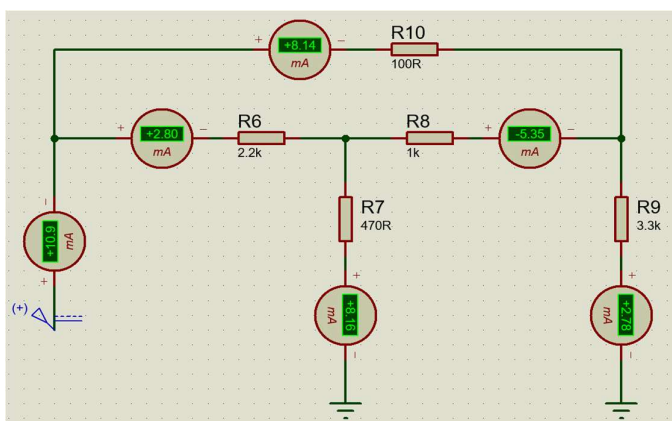 R10
+8.14
mA
100R
+2.80
mA
R6
2.2k
R8
1k
-5.35
mA
+10.9
mA
R7
470R
R9
3.3k
(+)
+8.16
mA
+2.78
mA